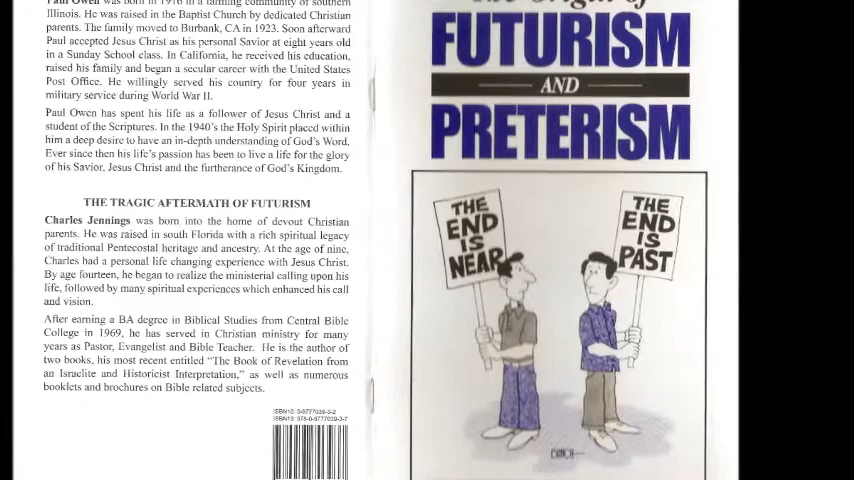 Paul Owen was born in 1916 in a farming community of southern
Illinois. He was raised in the Baptist Church by dedicated Christian
parents. The family moved to Burbank, CA in 1923. Soon afterward
Paul accepted Jesus Christ as his personal Savior at eight years old
in a Sunday School class. In California, he received his education,
raised his family and began a secular career with the United States
Post Office. He willingly served his country for four years in
military service during World War II.
Paul Owen has spent his life as a follower of Jesus Christ and a
student of the Scriptures. In the 1940's the Holy Spirit placed within
him a deep desire to have an in-depth understanding of God's Word.
Ever since then his life's passion has been to live a life for the glory
of his Savior, Jesus Christ and the furtherance of God's Kingdom.
THE TRAGIC AFTERMATH OF FUTURISM
Charles Jennings was born into the home of devout Christian
parents. He was raised in south Florida with a rich spiritual legacy
of traditional Pentecostal heritage and ancestry. At the age of nine,
Charles had a personal life changing experience with Jesus Christ.
By age fourteen, he began to realize the ministerial calling upon his
life, followed by many spiritual experiences which enhanced his call
and vision.
After earning a BA degree in Biblical Studies from Central Bible
College in 1969, he has served in Christian ministry for many
years as Pastor, Evangelist and Bible Teacher. He is the author of
two books, his most recent entitled "The Book of Revelation from
an Israelite and Historicist Interpretation," as well as numerous
booklets and brochures on Bible related subjects.
ISBN10: 0-9777039-3-2
ISBN13: 978-0-9777039-3-7
The Origin of
FUTURISM
AND
PRETERISM
THE
END
IS
NEAR
THE
END
IS
PAST